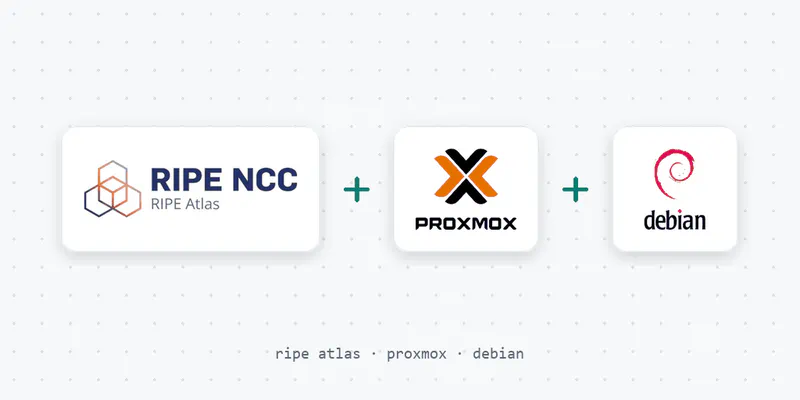 RIPE NCC
RIPE Atlas
PROXMOX
debian
ripe atlas · proxmox · debian